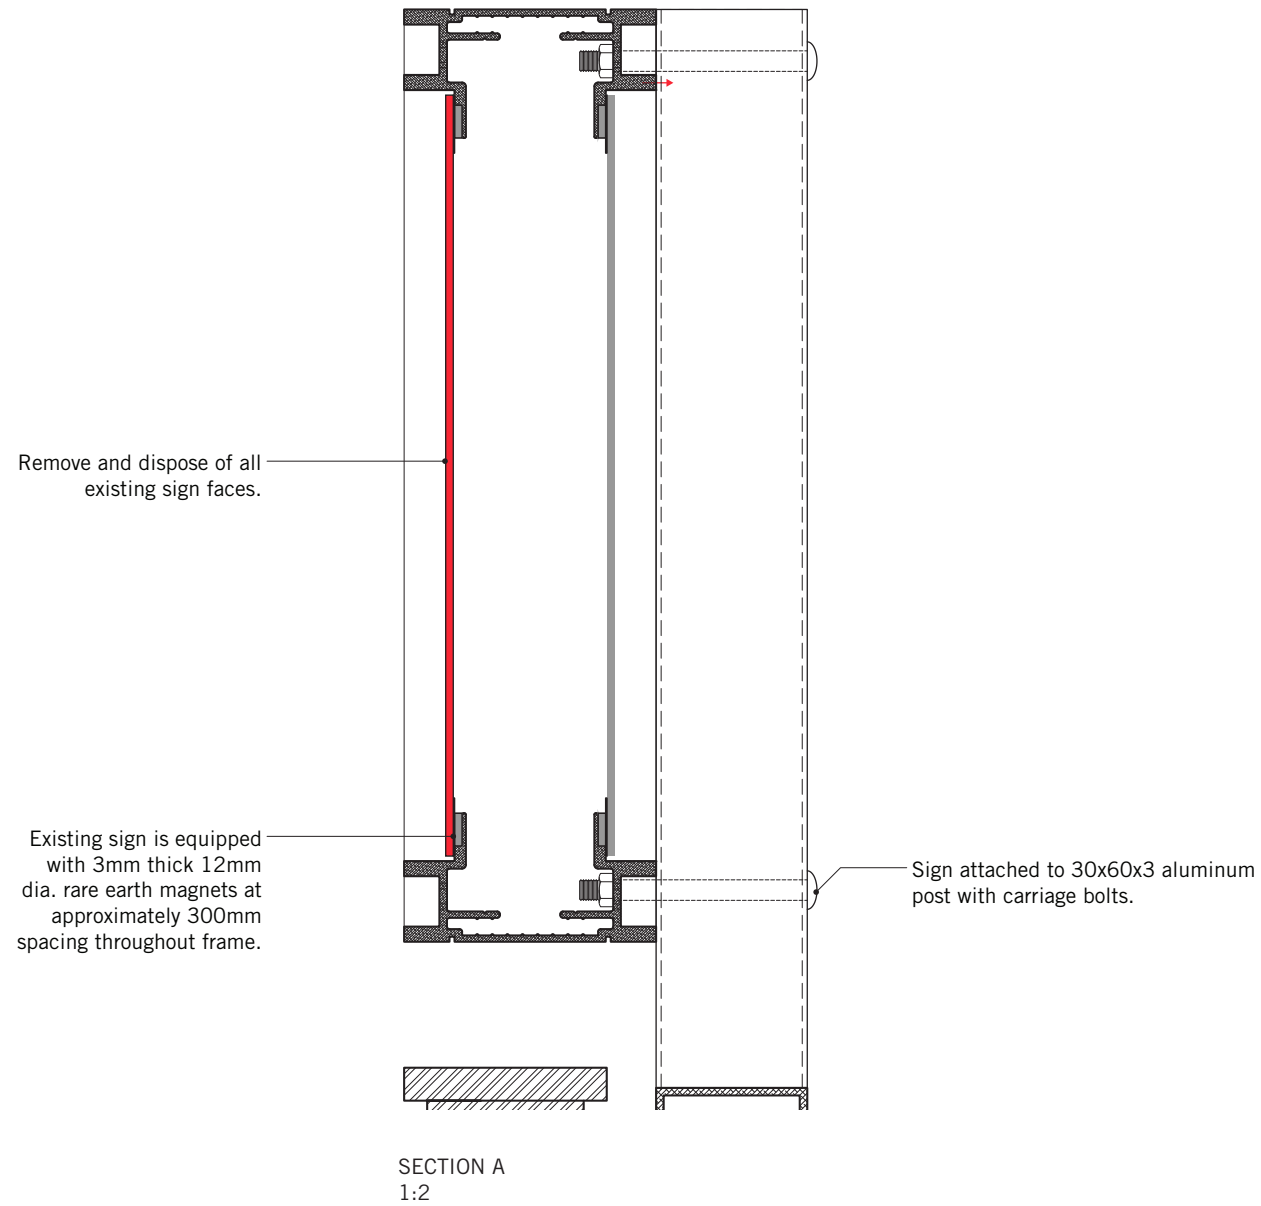 Remove and dispose of all
existing sign faces.
Existing sign is equipped
with 3mm thick 12mm
dia. rare earth magnets at
approximately 300mm
spacing throughout frame.
Sign attached to 30x60x3 aluminum
post with carriage bolts.
SECTION A
1:2